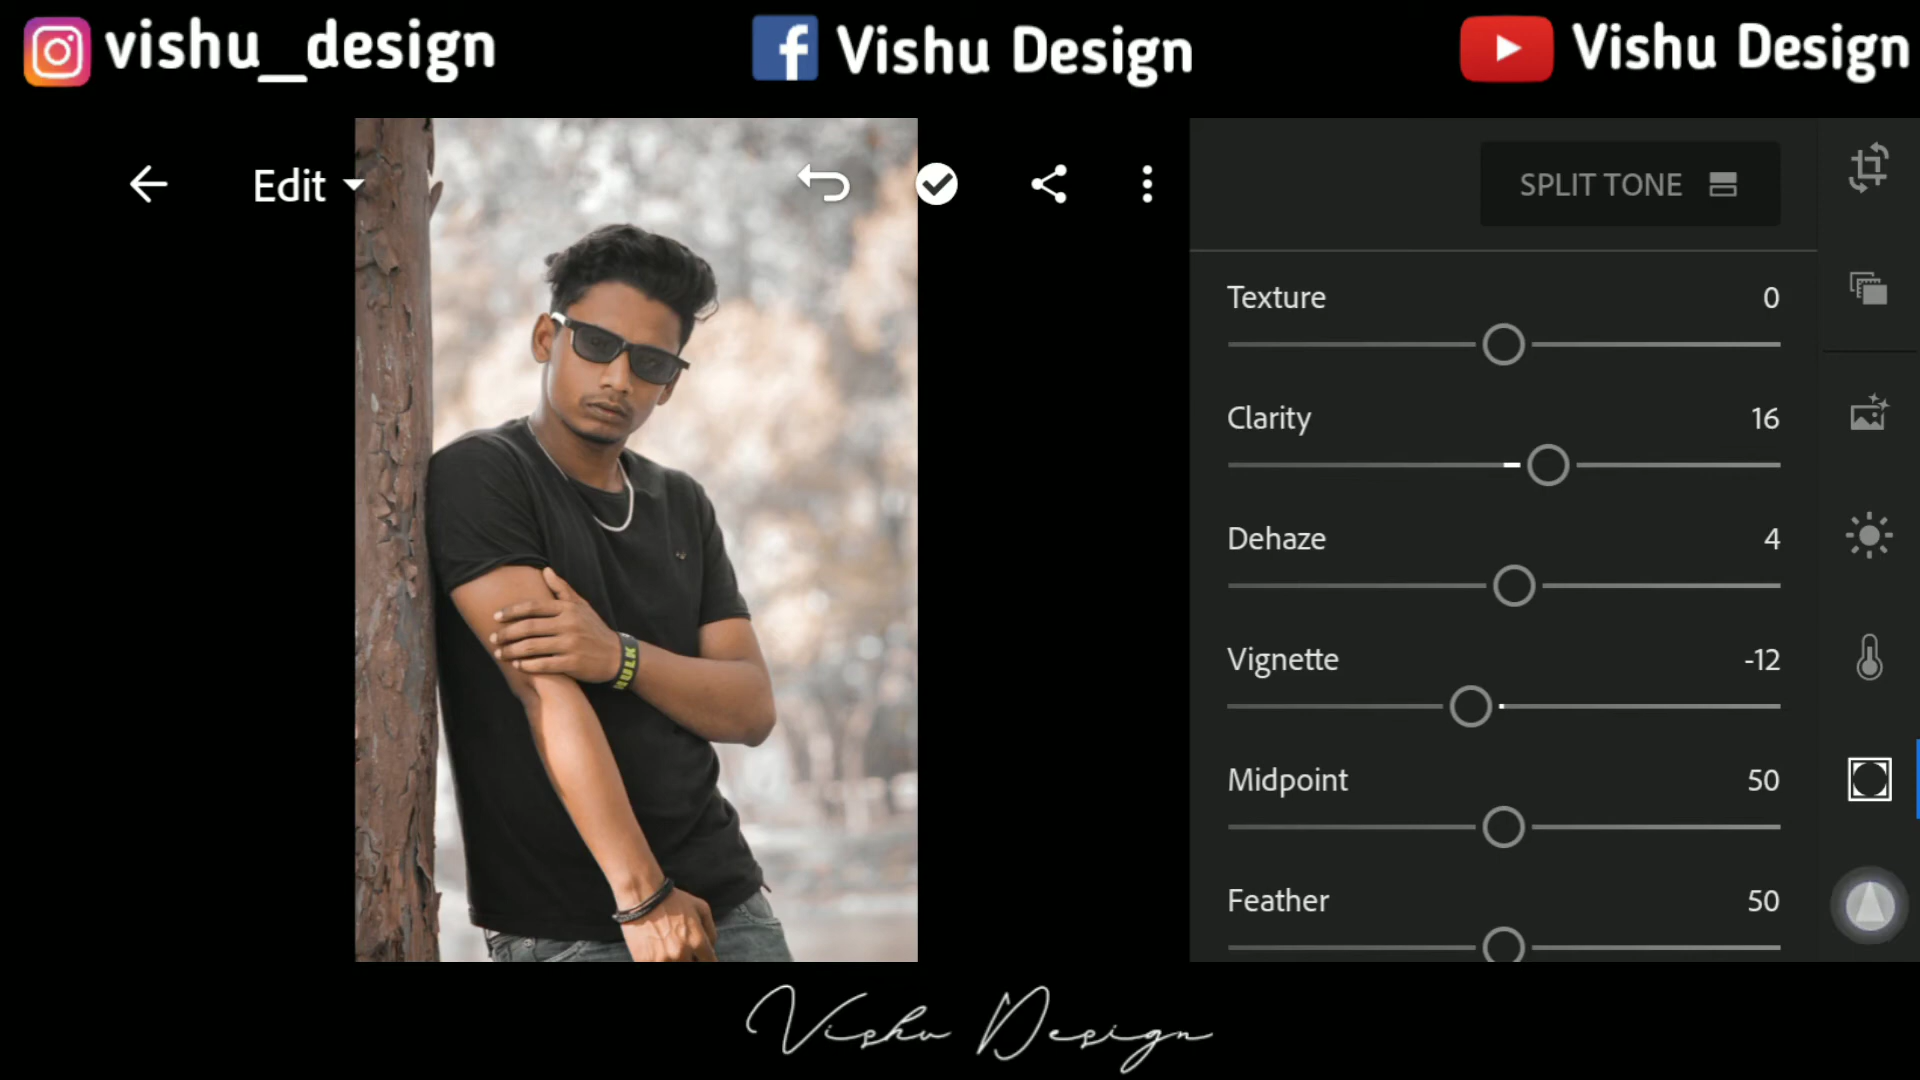 vishu_design
Vishu Design
Vishu Design
Edit
SPLIT TONE
Texture 0
Clarity 16
Dehaze 4
Vignette -12
Midpoint 50
Feather 50
HULK
Vishu Design